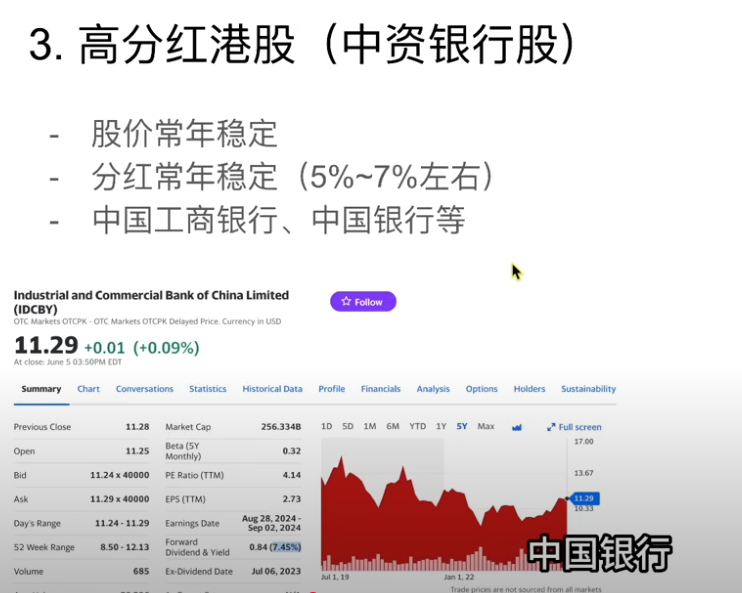 3. 高分红港股（中资银行股）
- 股价常年稳定
- 分红常年稳定（5%~7%左右）
- 中国工商银行、中国银行等
Industrial and Commercial Bank of China Limited
(IDCBY)
Follow
OTC Markets OTCPK - OTC Markets OTCPK Delayed Price. Currency in USD
11.29 +0.01 (+0.09%)
At close: June 5 03:50PM EDT
Summary Chart Conversations Statistics Historical Data Profile Financials Analysis Options Holders Sustainability
Previous Close 11.28 Market Cap 256.334B
1D 5D 1M 6M YTD 1Y 5Y Max Full screen
Open 11.25 Beta (5Y Monthly) 0.32
Bid 11.24 x 40000 PE Ratio (TTM) 4.14
Ask 11.29 x 40000 EPS (TTM) 2.73
Day's Range 11.24 - 11.29 Earnings Date Aug 28, 2024 - Sep 02, 2024
52 Week Range 8.50 - 12.13 Forward Dividend & Yield 0.84 (7.45%)
Volume 685 Ex-Dividend Date Jul 06, 2023
17.00
13.67
11.29
10.33
Jul 1, 19 Jan 1, 22
Trade prices are not sourced from all markets
中国银行